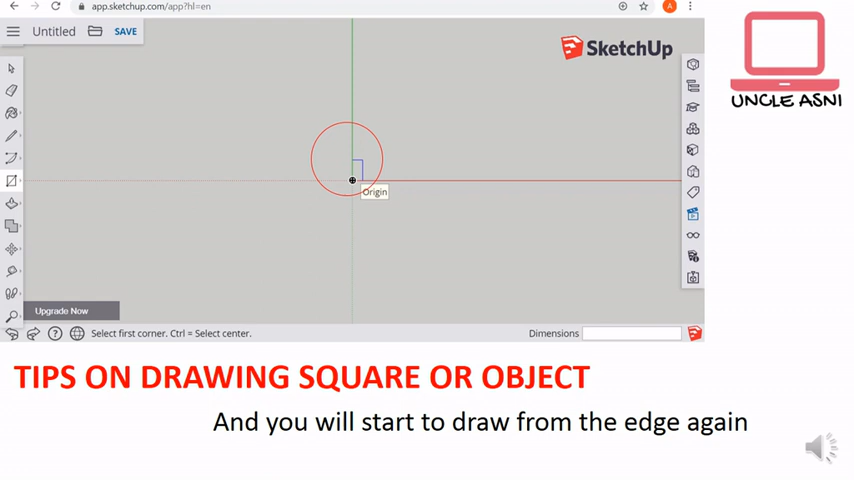 app.sketchup.com/app?hl=en
A
Untitled
SAVE
SketchUp
UNCLE ASNI
Origin
Upgrade Now
Select first corner. Ctrl = Select center.
Dimensions
TIPS ON DRAWING SQUARE OR OBJECT
And you will start to draw from the edge again